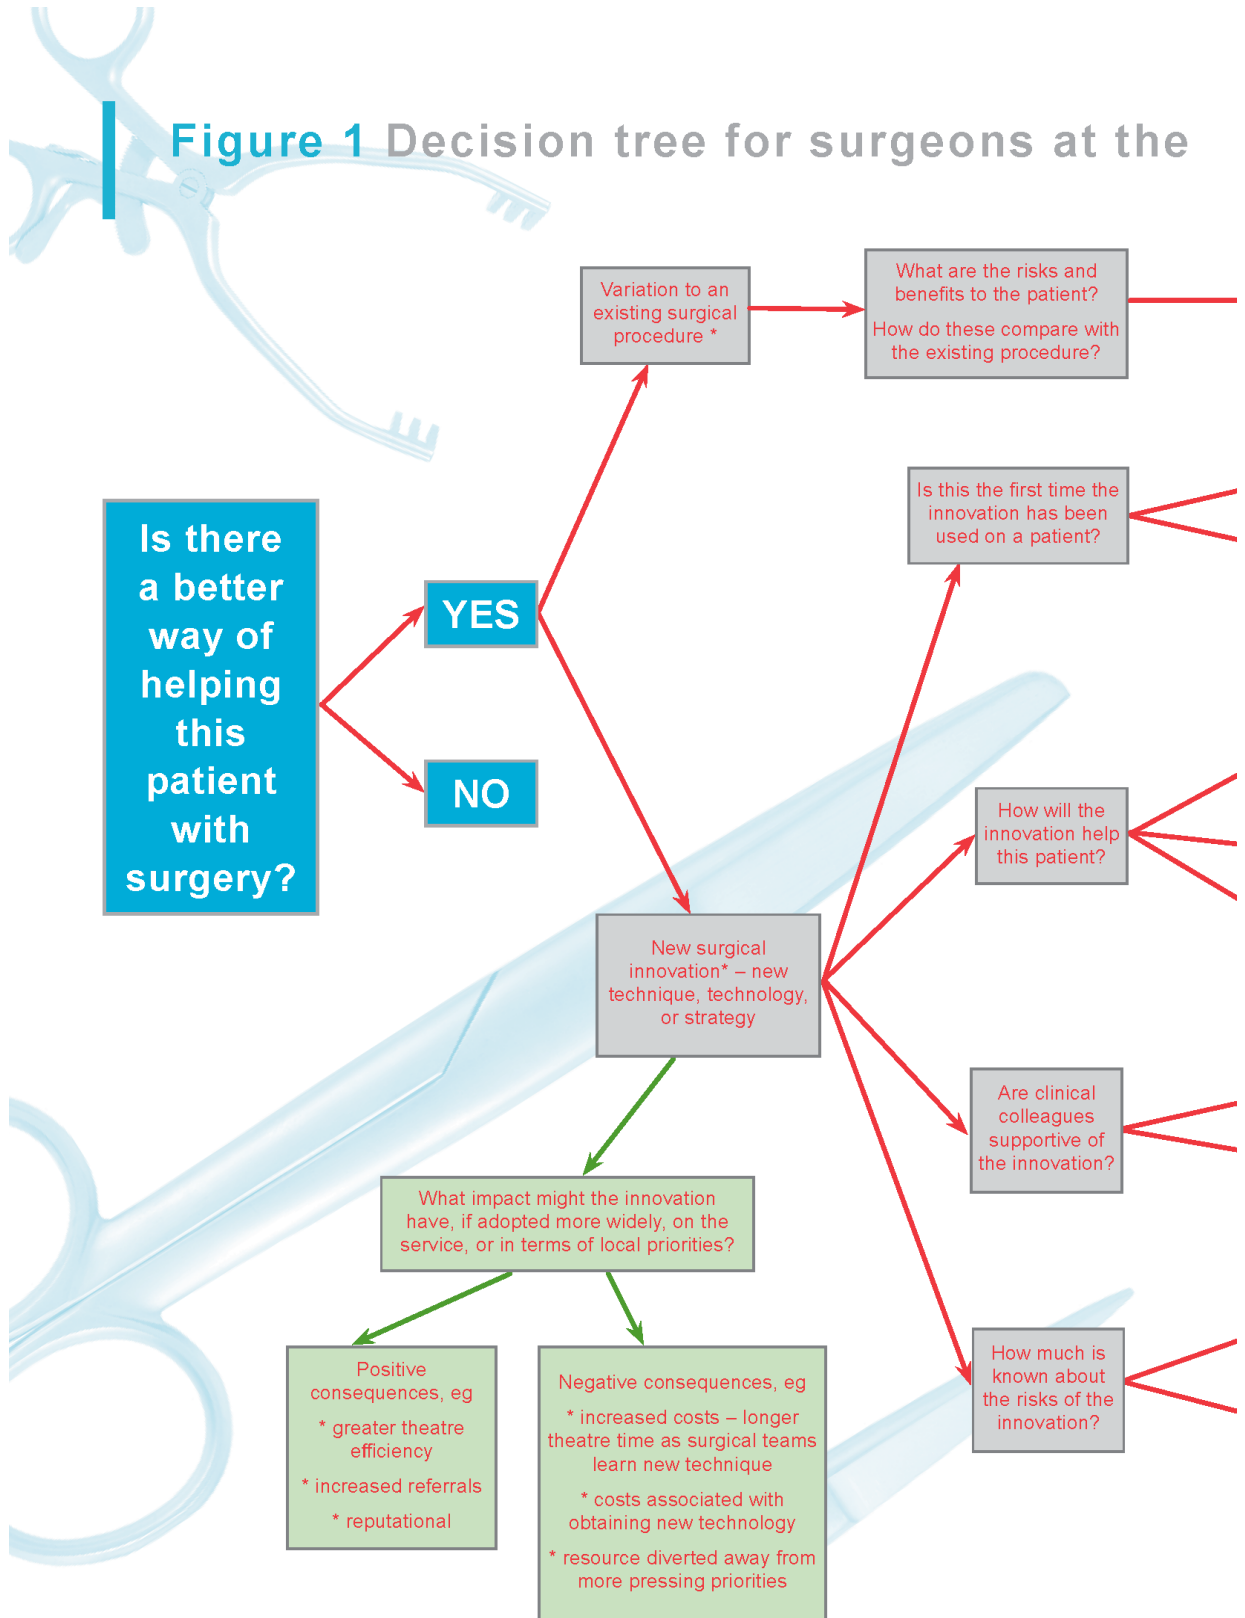 Figure 1 Decision tree for surgeons at the
Variation to an
existing surgical
procedure *
What are the risks and
benefits to the patient?
How do these compare with
the existing procedure?
Is this the first time the
innovation has been
used on a patient?
Is there
a better
way of
helping
this
patient
with
surgery?
YES
NO
How will the
innovation help
this patient?
New surgical
innovation* – new
technique, technology,
or strategy
Are clinical
colleagues
supportive of
the innovation?
What impact might the innovation
have, if adopted more widely, on the
service, or in terms of local priorities?
How much is
known about
the risks of the
innovation?
Positive
consequences, eg
* greater theatre
efficiency
* increased referrals
* reputational
Negative consequences, eg
* increased costs – longer
theatre time as surgical teams
learn new technique
* costs associated with
obtaining new technology
* resource diverted away from
more pressing priorities